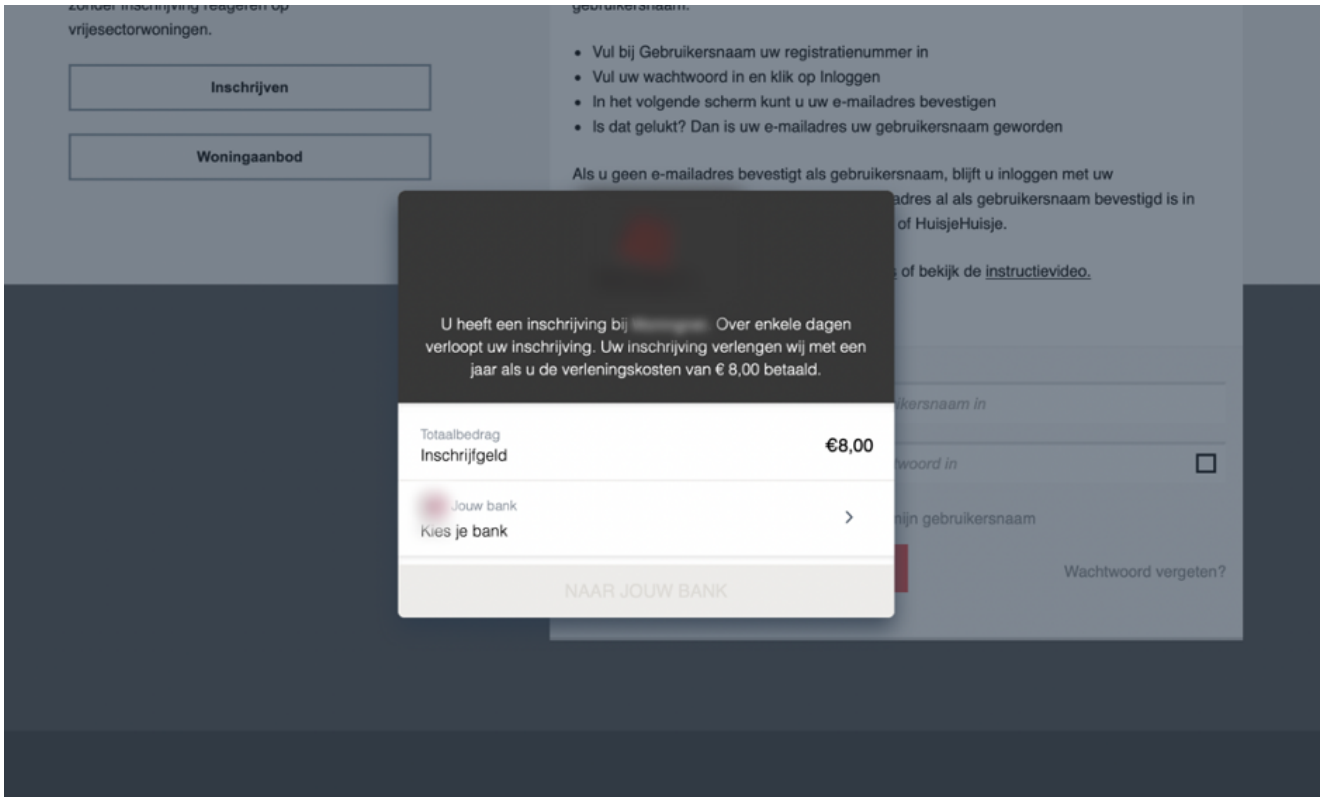 zonder inschrijving reageren op
vrijesectorwoningen.
Inschrijven
Woningaanbod
gebruikersnaam.
• Vul bij Gebruikersnaam uw registratienummer in
• Vul uw wachtwoord in en klik op Inloggen
• In het volgende scherm kunt u uw e-mailadres bevestigen
• Is dat gelukt? Dan is uw e-mailadres uw gebruikersnaam geworden
Als u geen e-mailadres bevestigt als gebruikersnaam, blijft u inloggen met uw
adres al als gebruikersnaam bevestigd is in
of HuisjeHuisje.
of bekijk de instructievideo.
U heeft een inschrijving bij . Over enkele dagen
verloopt uw inschrijving. Uw inschrijving verlengen wij met een
jaar als u de verleningskosten van € 8,00 betaald.
Totaalbedrag
Inschrijfgeld
€8,00
Jouw bank
Kies je bank
NAAR JOUW BANK
ikersnaam in
twoord in
mijn gebruikersnaam
Wachtwoord vergeten?